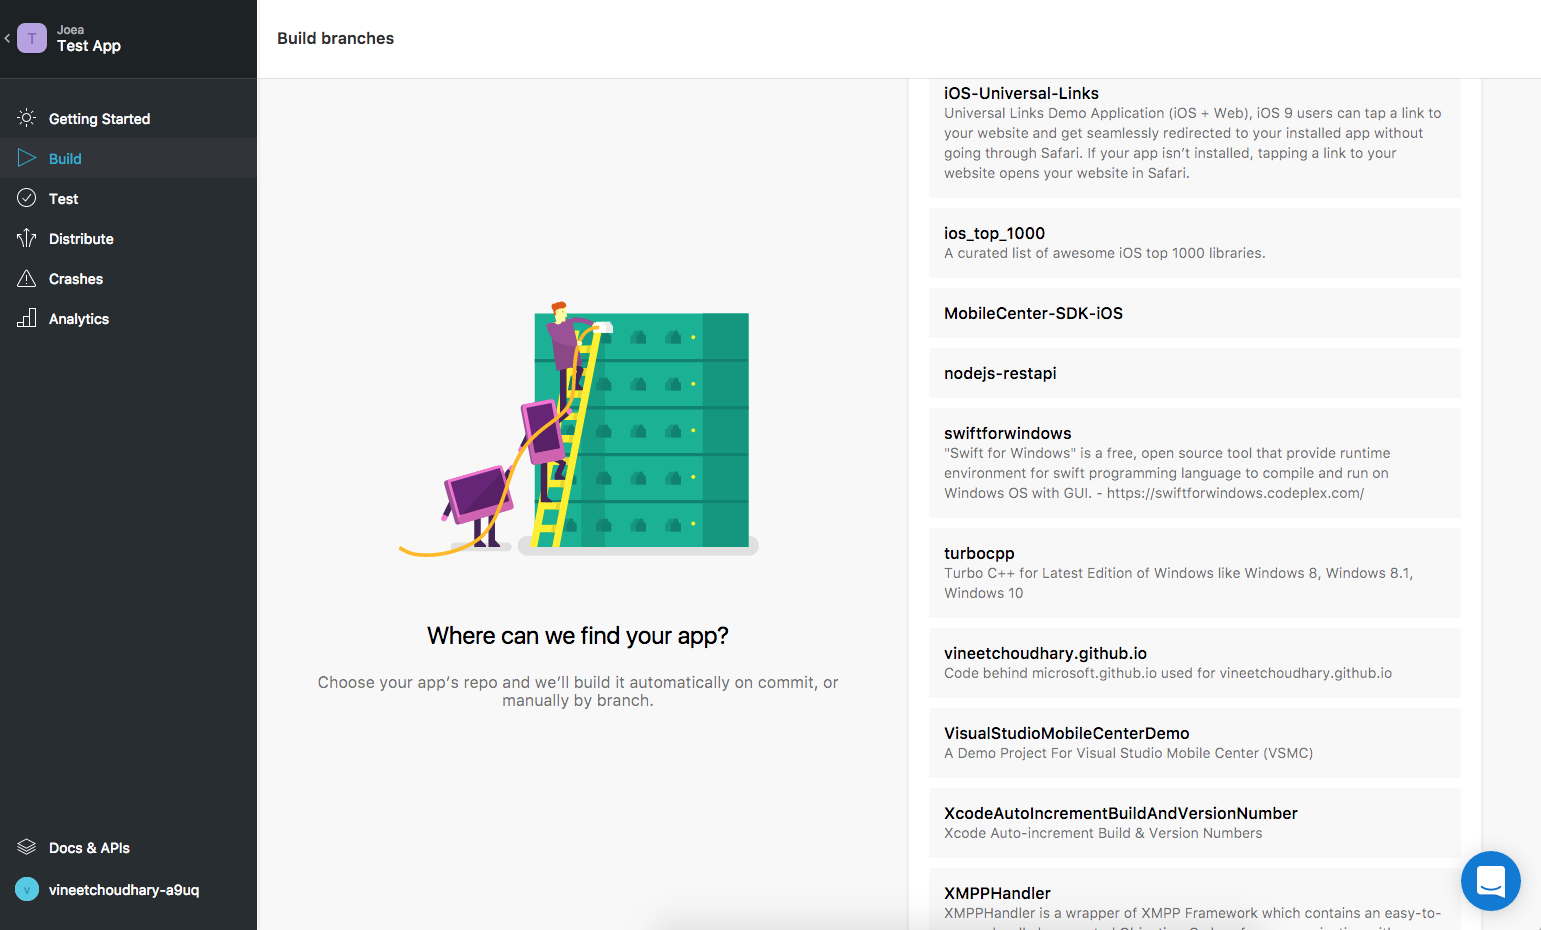 T
Joea
Test App
Getting Started
Build
Test
Distribute
Crashes
Analytics
Docs & APIs
v
vineetchoudhary-a9uq
Build branches
Where can we find your app?
Choose your app’s repo and we’ll build it automatically on commit, or
manually by branch.
iOS-Universal-Links
Universal Links Demo Application (iOS + Web), iOS 9 users can tap a link to
your website and get seamlessly redirected to your installed app without
going through Safari. If your app isn’t installed, tapping a link to your
website opens your website in Safari.
ios_top_1000
A curated list of awesome iOS top 1000 libraries.
MobileCenter-SDK-iOS
nodejs-restapi
swiftforwindows
"Swift for Windows" is a free, open source tool that provide runtime
environment for swift programming language to compile and run on
Windows OS with GUI. - https://swiftforwindows.codeplex.com/
turbocpp
Turbo C++ for Latest Edition of Windows like Windows 8, Windows 8.1,
Windows 10
vineetchoudhary.github.io
Code behind microsoft.github.io used for vineetchoudhary.github.io
VisualStudioMobileCenterDemo
A Demo Project For Visual Studio Mobile Center (VSMC)
XcodeAutoIncrementBuildAndVersionNumber
Xcode Auto-increment Build & Version Numbers
XMPPHandler
XMPPHandler is a wrapper of XMPP Framework which contains an easy-to-